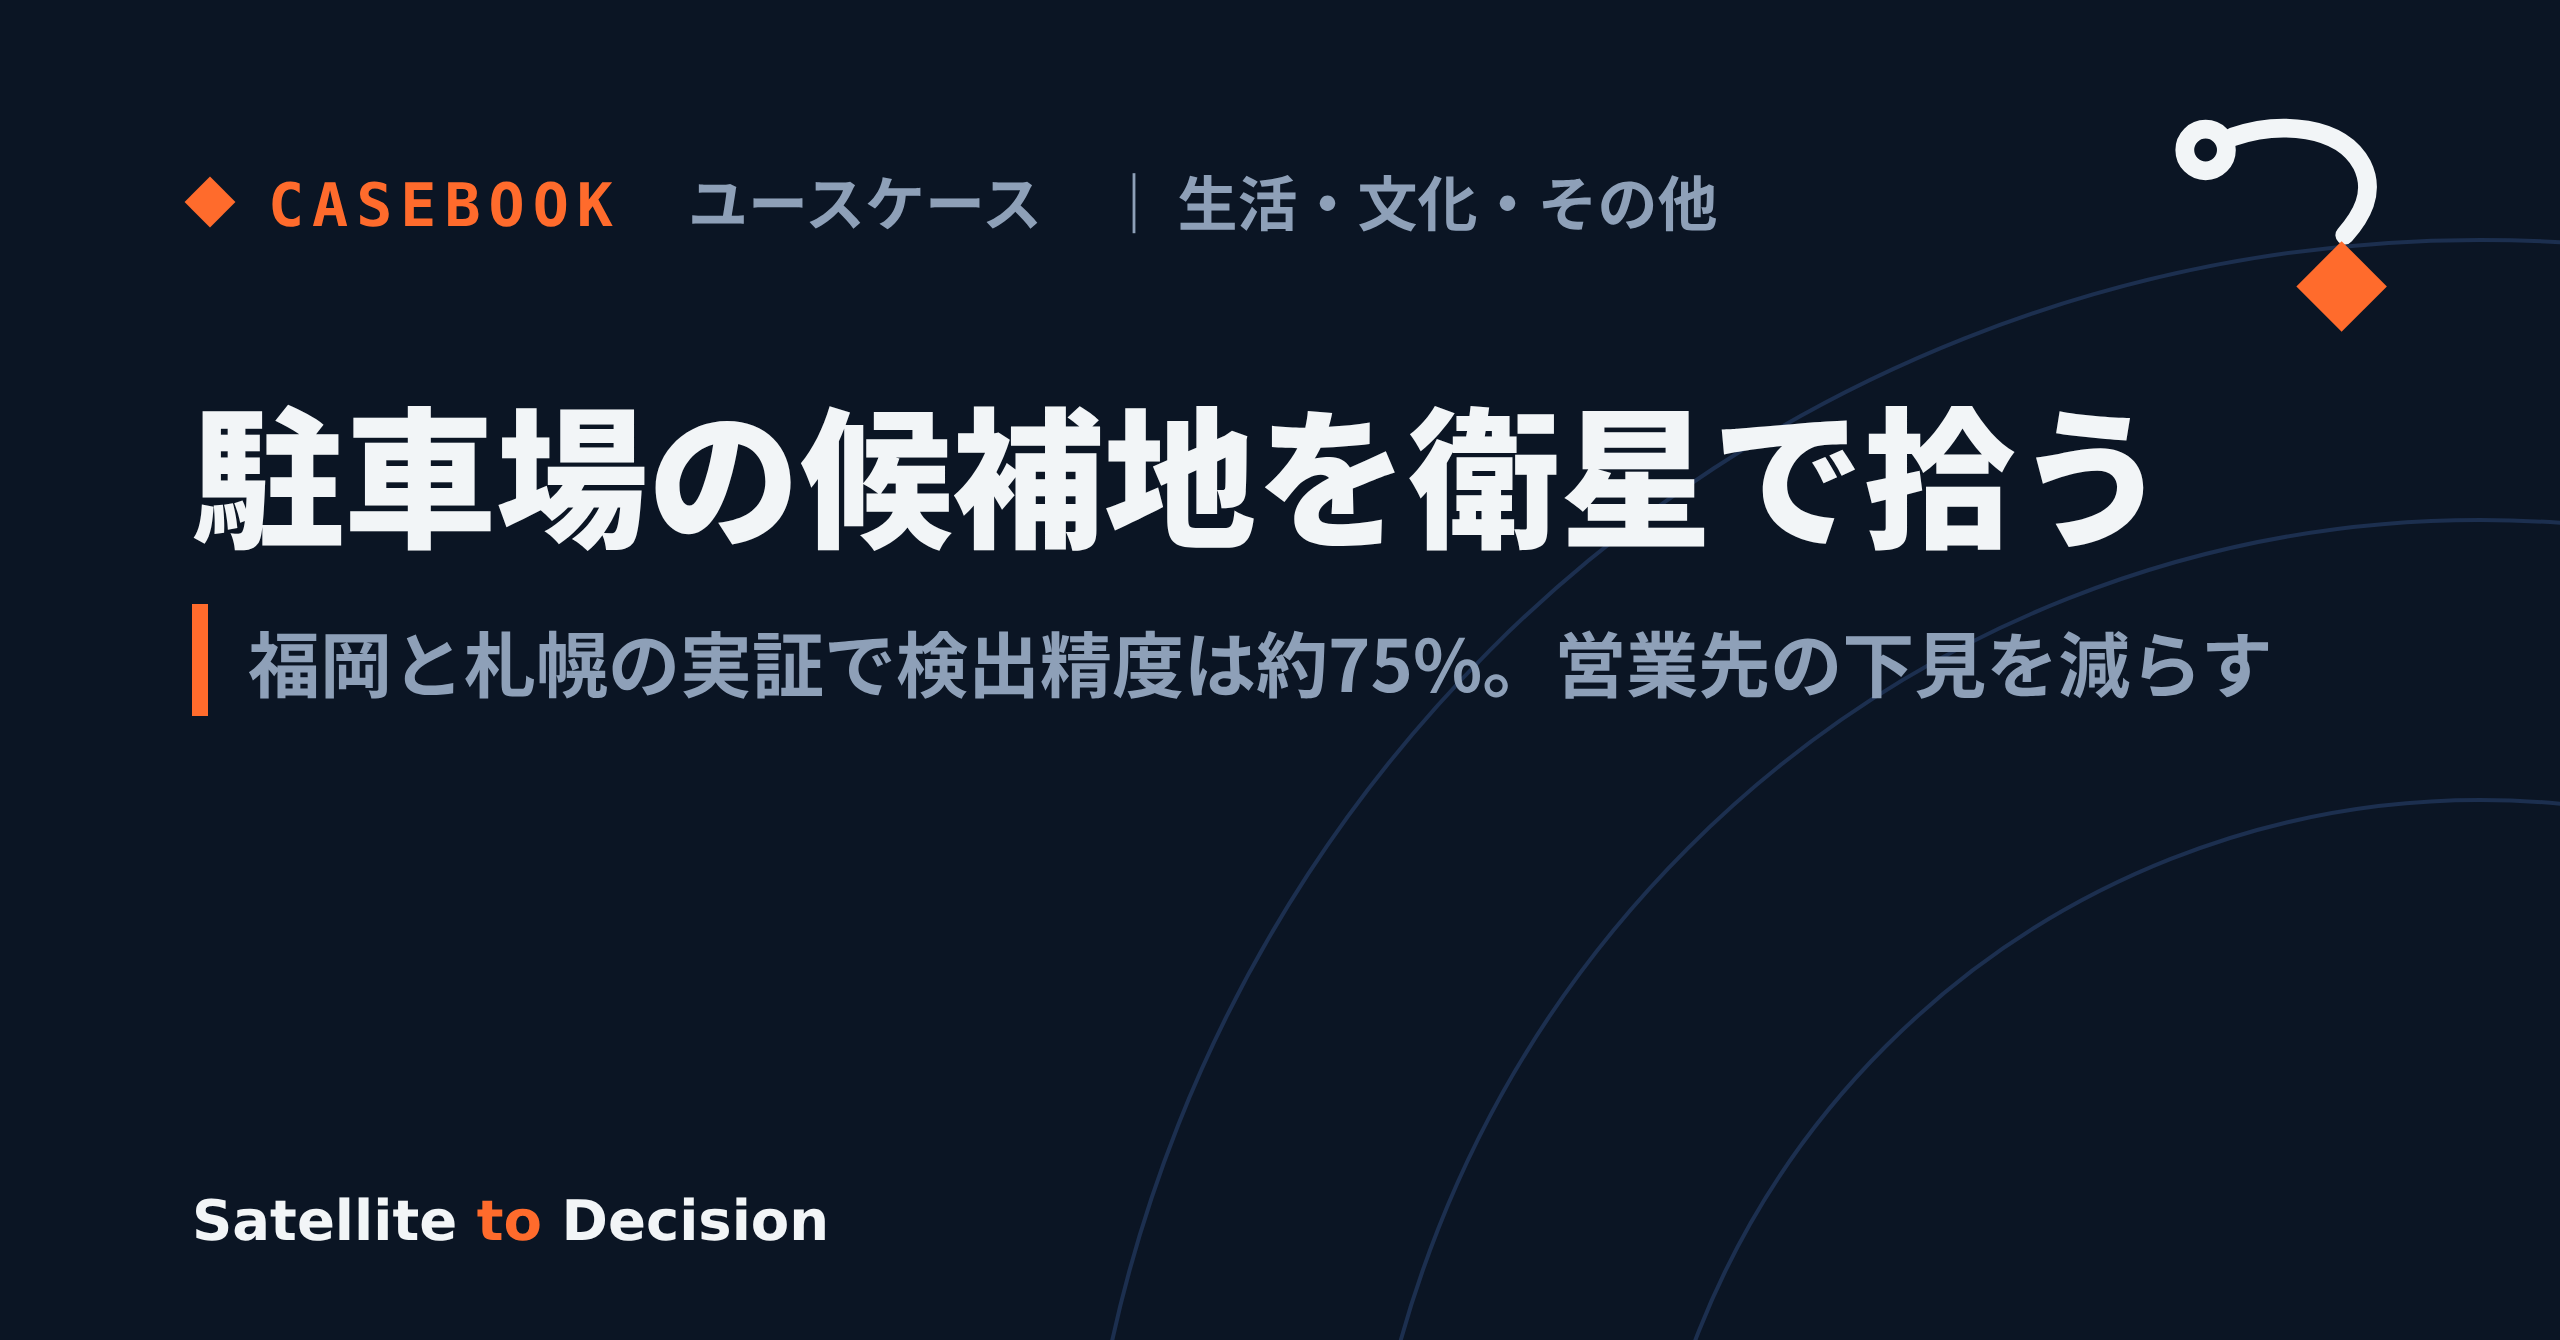 CASEBOOK ユースケース ｜ 生活・文化・その他
駐車場の候補地を衛星で拾う
福岡と札幌の実証で検出精度は約75%。営業先の下見を減らす
Satellite to Decision